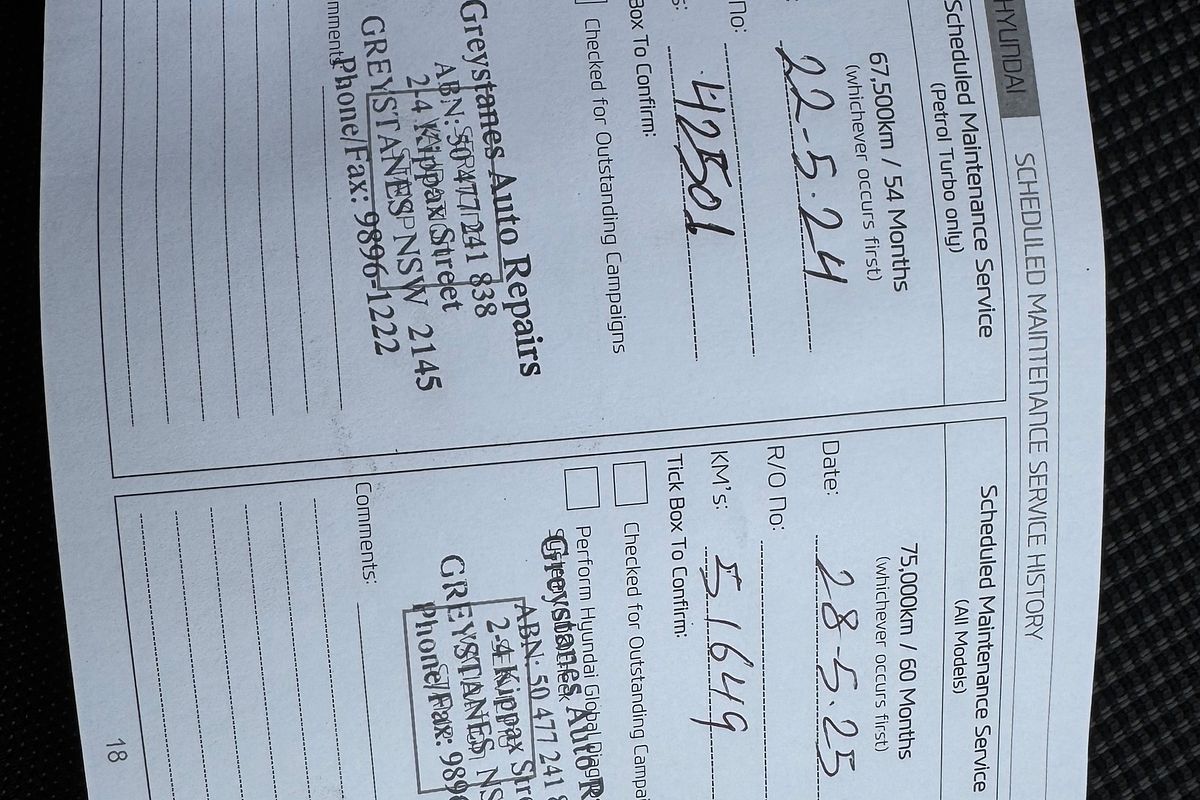 HYUNDAI
SCHEDULED MAINTENANCE SERVICE HISTORY
Scheduled Maintenance Service
(Petrol Turbo only)
67,500km / 54 Months
(whichever occurs first)
22-5.24
no:
42501
Box To Confirm:
Checked for Outstanding Campaigns
Greystanes Auto Repairs
ABN: 50 477 241 838
2-4 Kippax Street
GREYSTANES NSW 2145
Phone/Fax: 9896-1222
Scheduled Maintenance Service
(All Models)
75,000km / 60 Months
(whichever occurs first)
Date: 28-5.25
R/O no:
KM's: 51649
Tick Box To Confirm:
Checked for Outstanding Campai
Perform Hyundai Global Diagn
Greystanes Auto R
ABN: 50 477 241 8
2-4 Kippax Stre
GREYSTANES NS
Phone/Fax: 989
Comments:
18